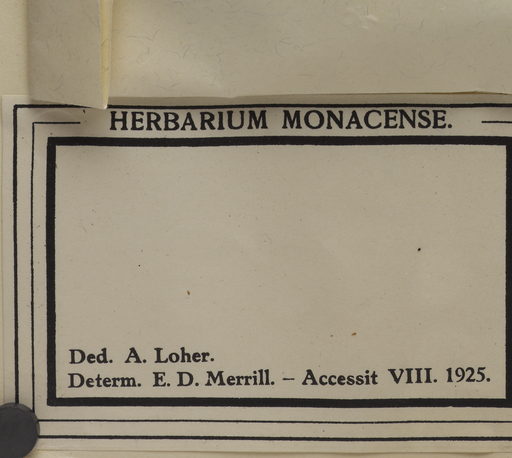 HERBARIUM MONACENSE.
Ded. A. Loher.
Determ. E. D. Merrill. – Accessit VIII. 1925.